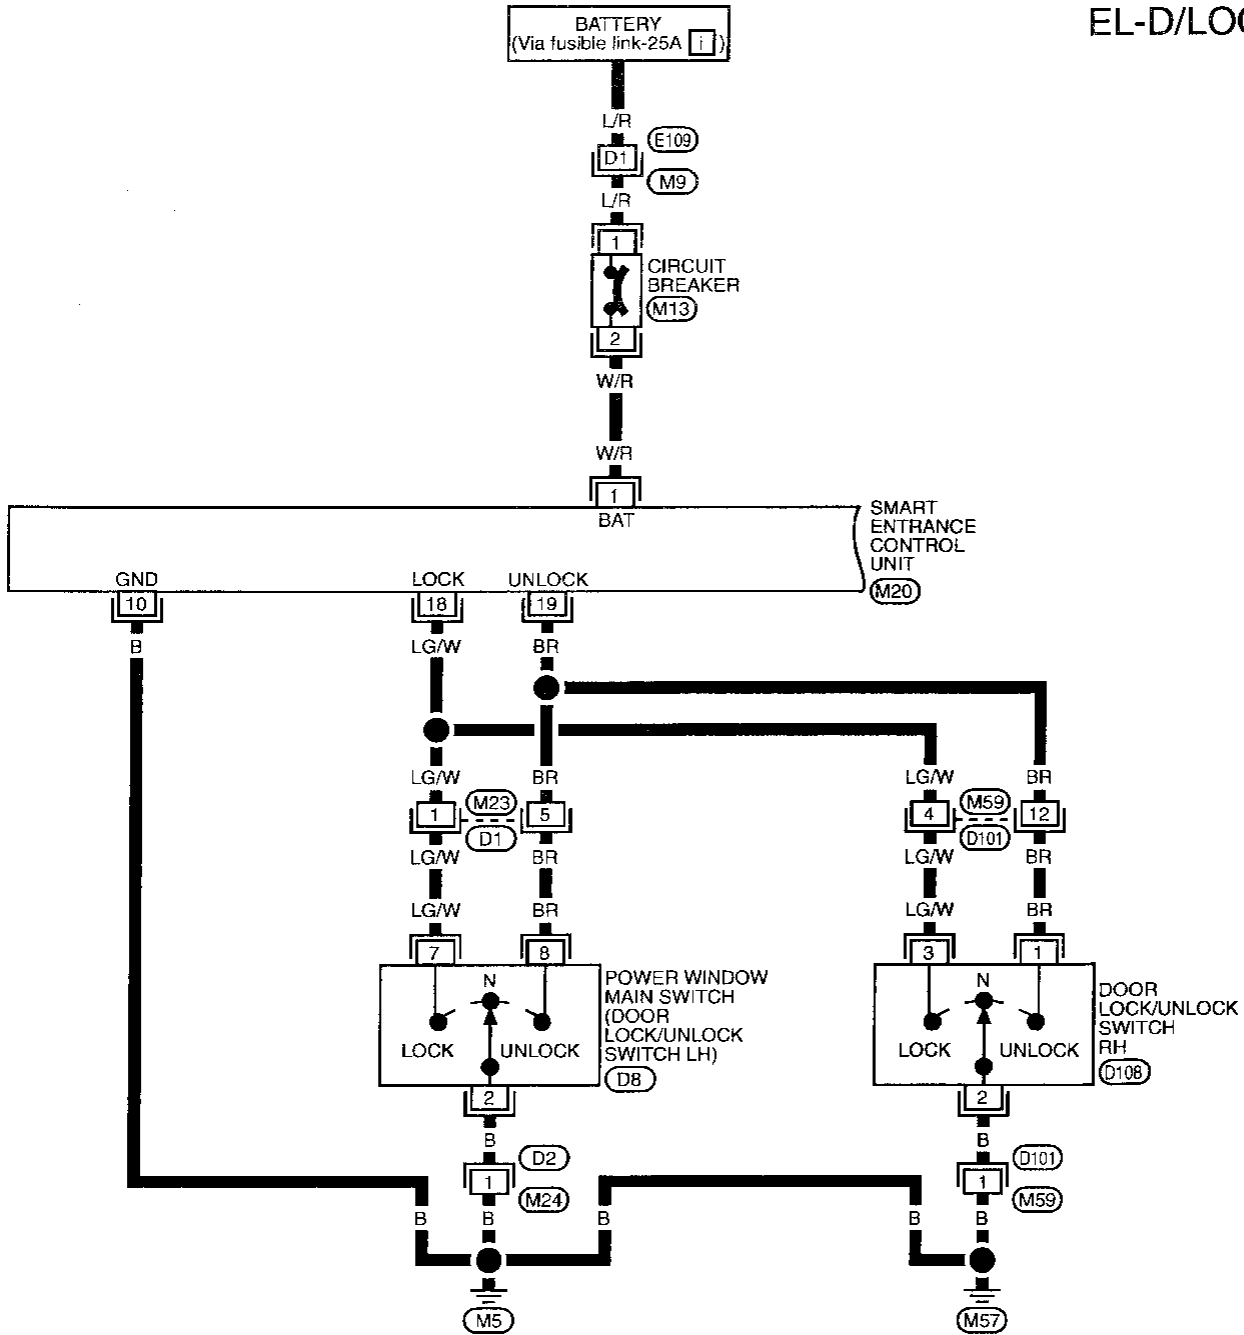 EL-D/LOC
BATTERY
(Via fusible link-25A i )
L/R
E109
D1
M9
L/R
1
CIRCUIT
BREAKER
M13
2
W/R
W/R
1
BAT
SMART
ENTRANCE
CONTROL
UNIT
M20
GND
LOCK
UNLOCK
10
18
19
B
LG/W
BR
LG/W
BR
LG/W
BR
1
M23
5
4
M59
12
D1
D101
LG/W
BR
LG/W
BR
LG/W
BR
LG/W
BR
7
8
3
1
N
LOCK
UNLOCK
POWER WINDOW
MAIN SWITCH
(DOOR
LOCK/UNLOCK
SWITCH LH)
D8
N
LOCK
UNLOCK
DOOR
LOCK/UNLOCK
SWITCH
RH
D108
2
2
B
B
D2
D101
1
1
M24
M59
B
B
B
B
B
M5
M57